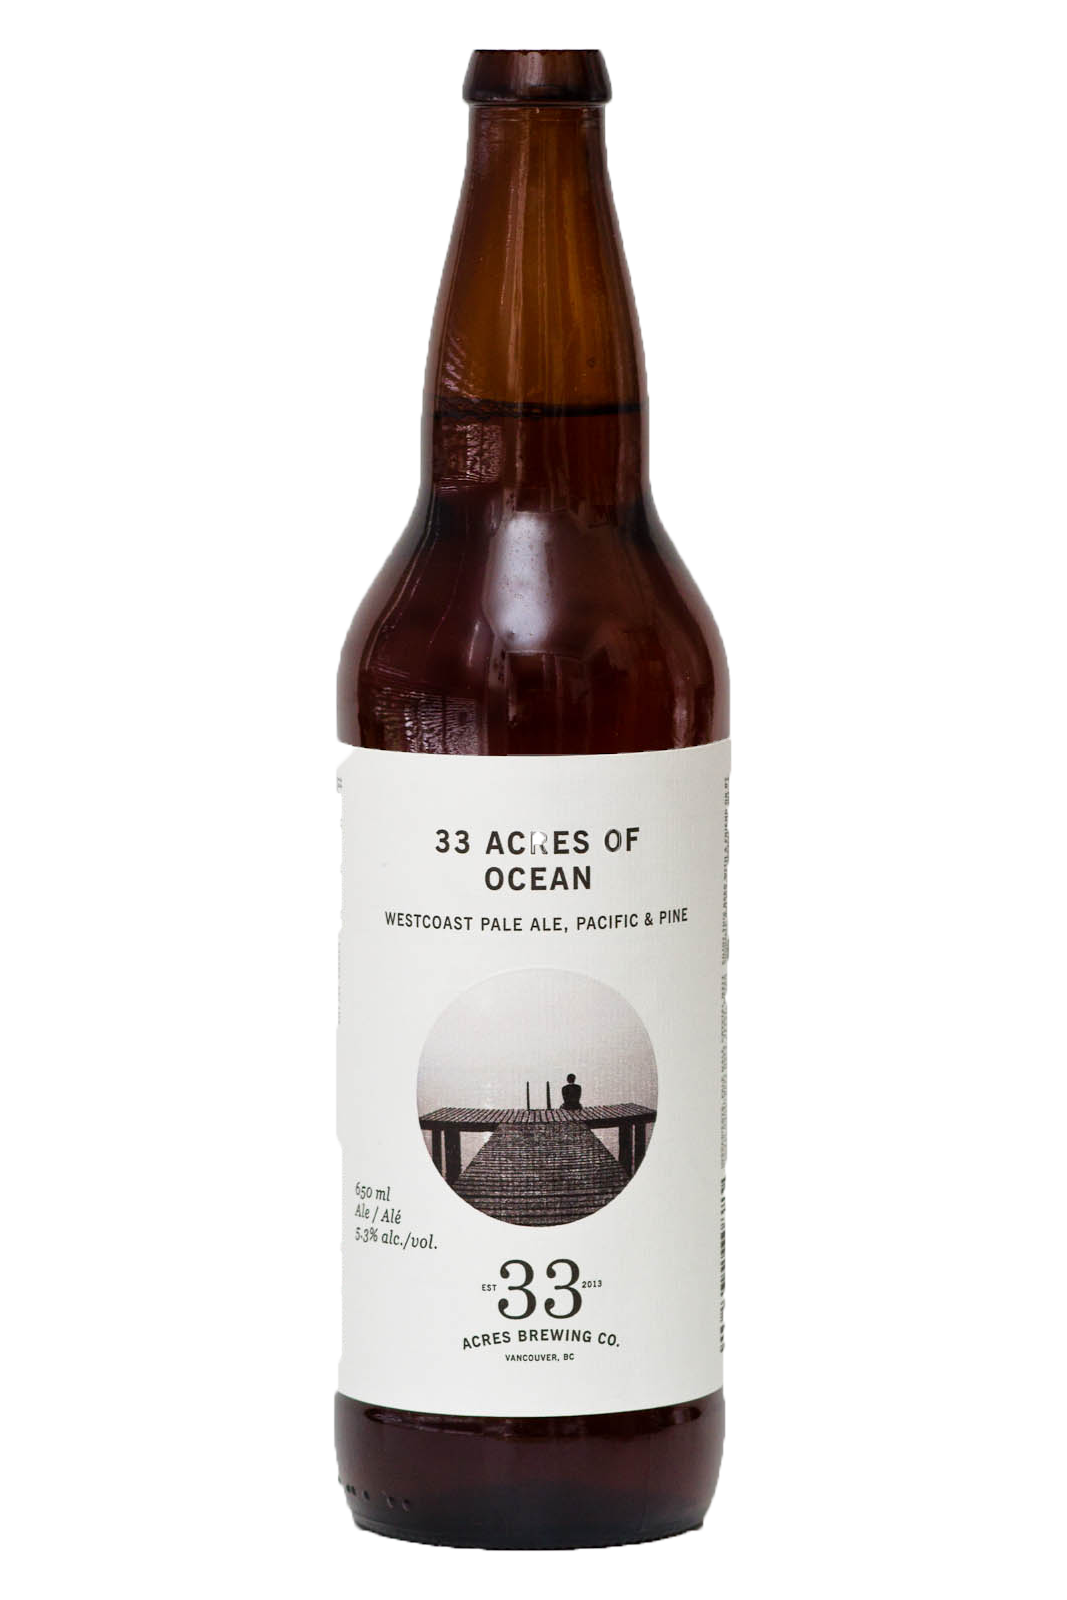 33 ACRES OF
OCEAN
WESTCOAST PALE ALE, PACIFIC & PINE
650 ml
Ale / Alé
5.3% alc./vol.
EST 33 2013
ACRES BREWING CO.
VANCOUVER, BC